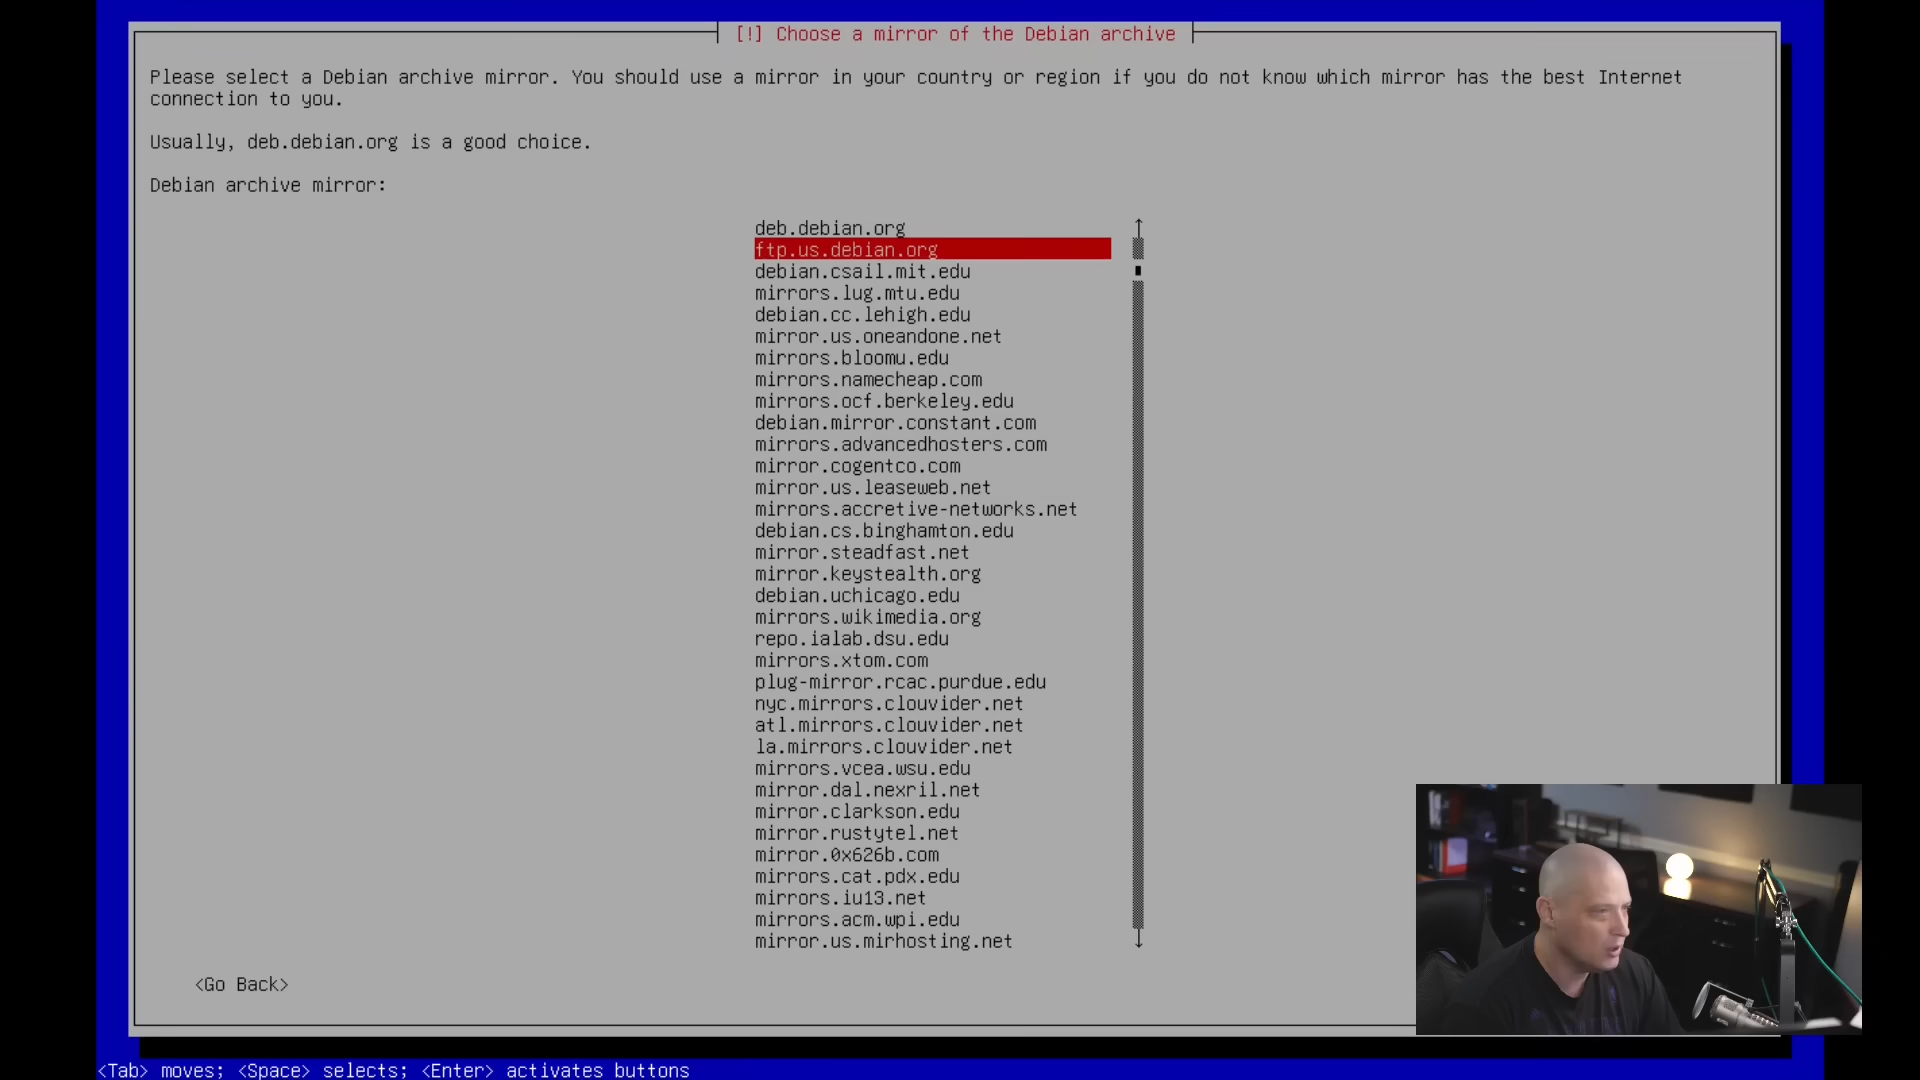 [!] Choose a mirror of the Debian archive
Please select a Debian archive mirror. You should use a mirror in your country or region if you do not know which mirror has the best Internet
connection to you.
Usually, deb.debian.org is a good choice.
Debian archive mirror:
deb.debian.org
ftp.us.debian.org
debian.csail.mit.edu
mirrors.lug.mtu.edu
debian.cc.lehigh.edu
mirror.us.oneandone.net
mirrors.bloomu.edu
mirrors.namecheap.com
mirrors.ocf.berkeley.edu
debian.mirror.constant.com
mirrors.advancedhosters.com
mirror.cogentco.com
mirror.us.leaseweb.net
mirrors.accretive-networks.net
debian.cs.binghamton.edu
mirror.steadfast.net
mirror.keystealth.org
debian.uchicago.edu
mirrors.wikimedia.org
repo.ialab.dsu.edu
mirrors.xtom.com
plug-mirror.rcac.purdue.edu
nyc.mirrors.clouvider.net
atl.mirrors.clouvider.net
la.mirrors.clouvider.net
mirrors.vcea.wsu.edu
mirror.dal.nexril.net
mirror.clarkson.edu
mirror.rustytel.net
mirror.0x626b.com
mirrors.cat.pdx.edu
mirrors.iu13.net
mirrors.acm.wpi.edu
mirror.us.mirhosting.net
<Go Back>
<Tab> moves; <Space> selects; <Enter> activates buttons